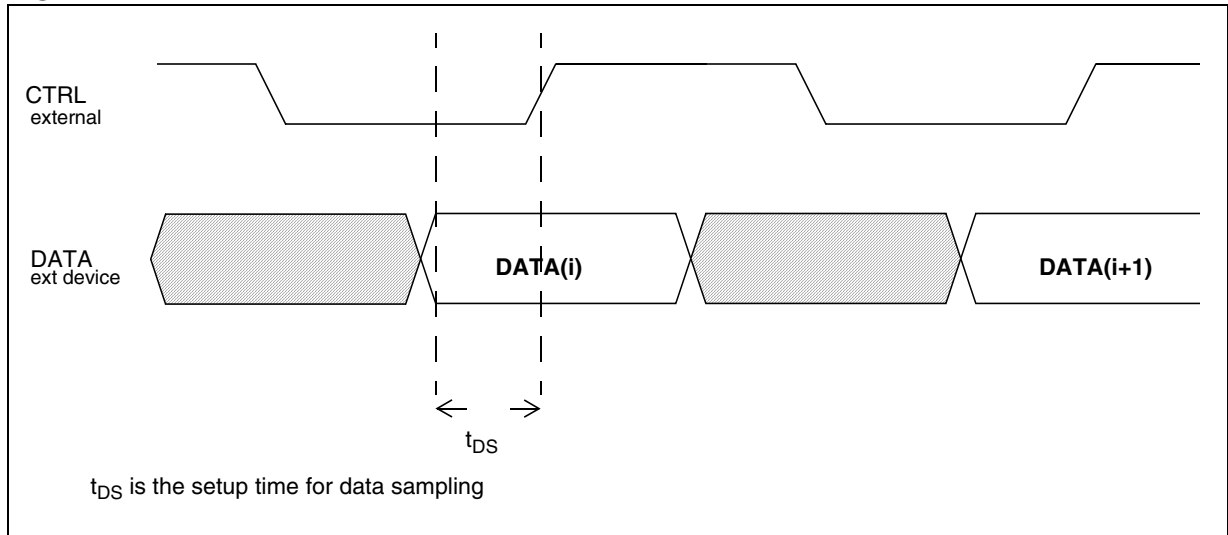 CTRL
external
DATA
ext device
DATA(i)
DATA(i+1)
tDS
tDS is the setup time for data sampling